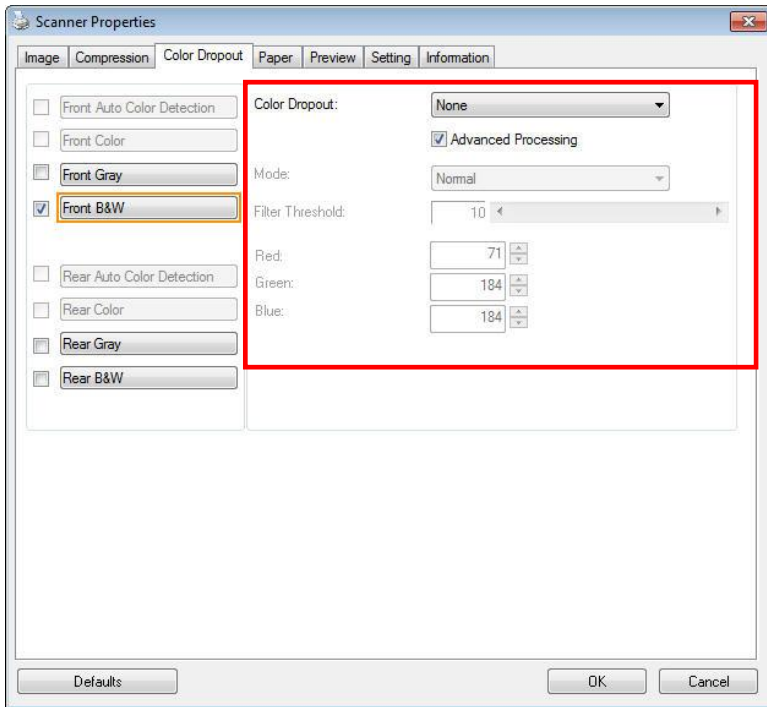 Scanner Properties
Image Compression Color Dropout Paper Preview Setting Information
Front Auto Color Detection
Front Color
Front Gray
Front B&W
Rear Auto Color Detection
Rear Color
Rear Gray
Rear B&W
Color Dropout: None
Advanced Processing
Mode: Normal
Filter Threshold: 10
Red: 71
Green: 184
Blue: 184
Defaults OK Cancel